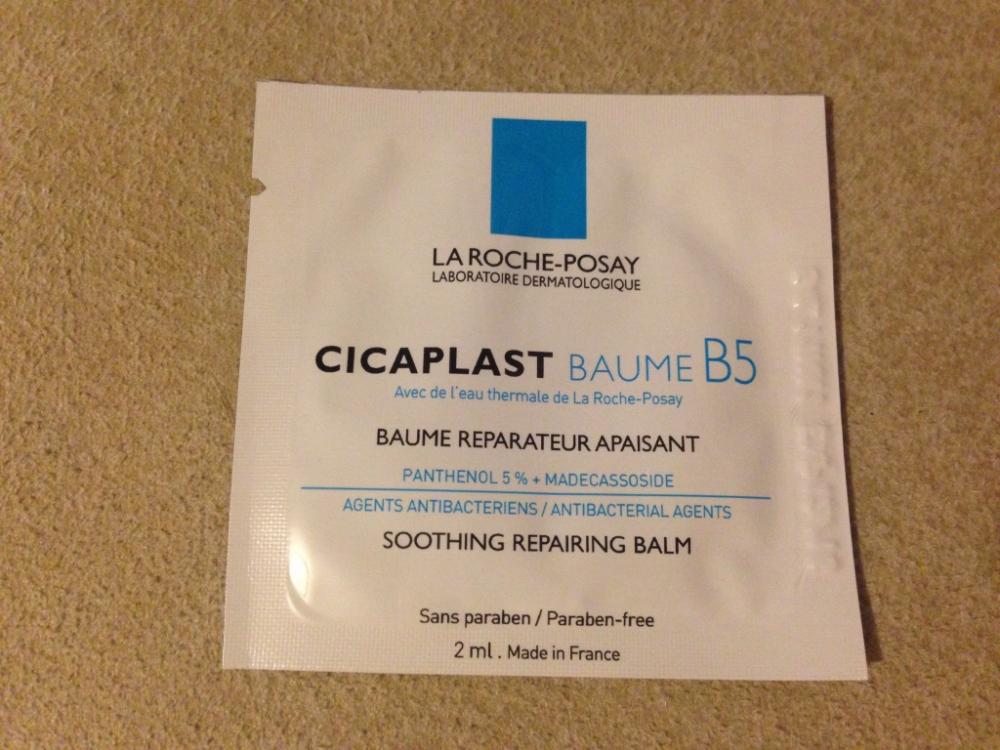 LA ROCHE-POSAY
LABORATOIRE DERMATOLOGIQUE
CICAPLAST BAUME B5
Avec de l'eau thermale de La Roche-Posay
BAUME REPARATEUR APAISANT
PANTHENOL 5 % + MADECASSOSIDE
AGENTS ANTIBACTERIENS / ANTIBACTERIAL AGENTS
SOOTHING REPAIRING BALM
Sans paraben / Paraben-free
2 ml . Made in France